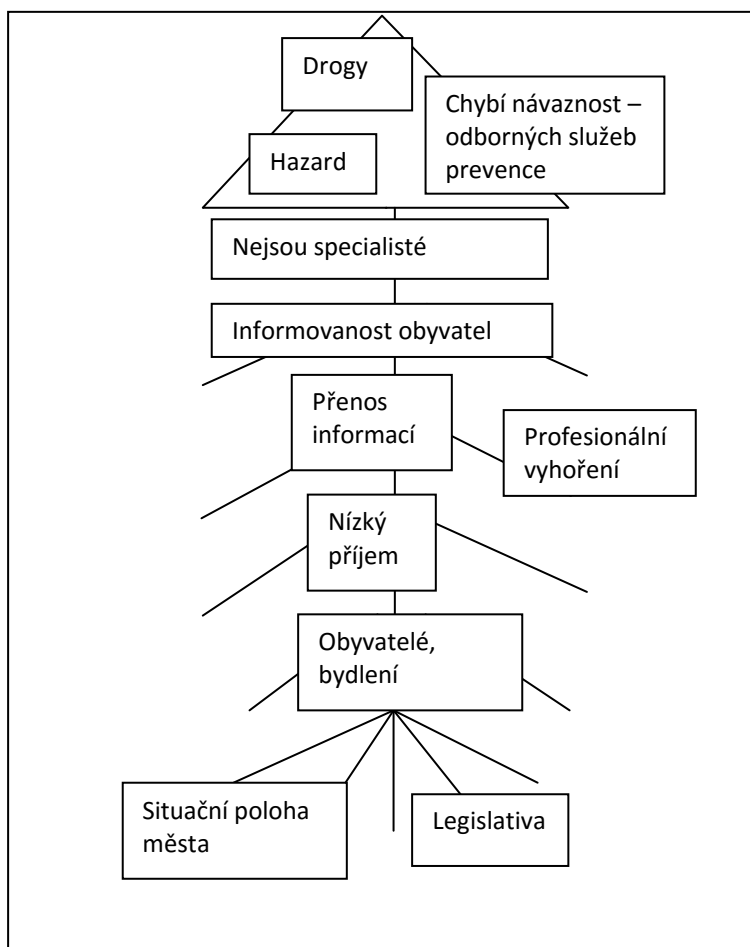 Drogy
Chybí návaznost –
odborných služeb
prevence
Hazard
Nejsou specialisté
Informovanost obyvatel
Přenos
informací
Profesionální
vyhoření
Nízký
příjem
Obyvatelé,
bydlení
Situační poloha
města
Legislativa